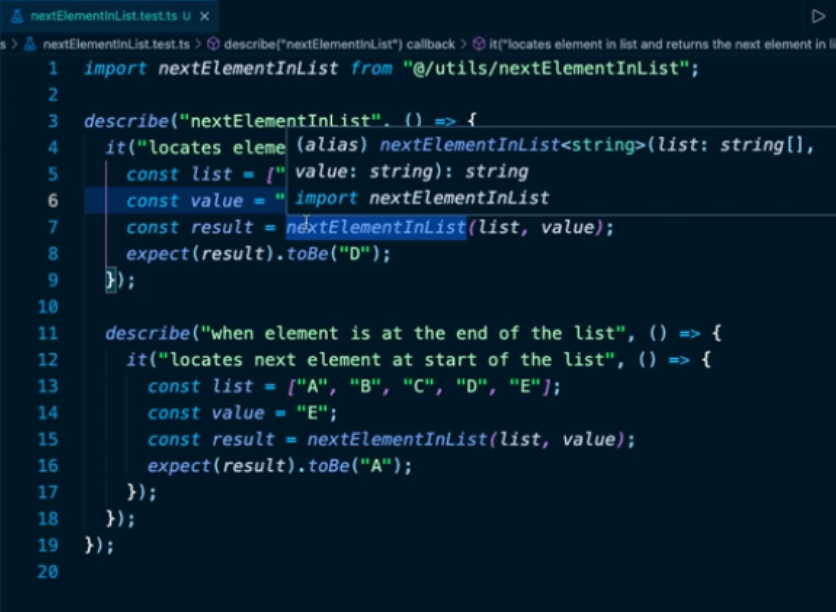 nextElementInList.test.ts U ×
s > nextElementInList.test.ts > describe("nextElementInList") callback > it("locates element in list and returns the next element in li
1 import nextElementInList from "@/utils/nextElementInList";
2
3 describe("nextElementInList", () => {
4 it("locates eleme
(alias) nextElementInList<string>(list: string[],
5 const list = ["
value: string): string
6 const value = "
import nextElementInList
7 const result = nextElementInList(list, value);
8 expect(result).toBe("D");
9 });
10
11 describe("when element is at the end of the list", () => {
12 it("locates next element at start of the list", () => {
13 const list = ["A", "B", "C", "D", "E"];
14 const value = "E";
15 const result = nextElementInList(list, value);
16 expect(result).toBe("A");
17 });
18 });
19 });
20